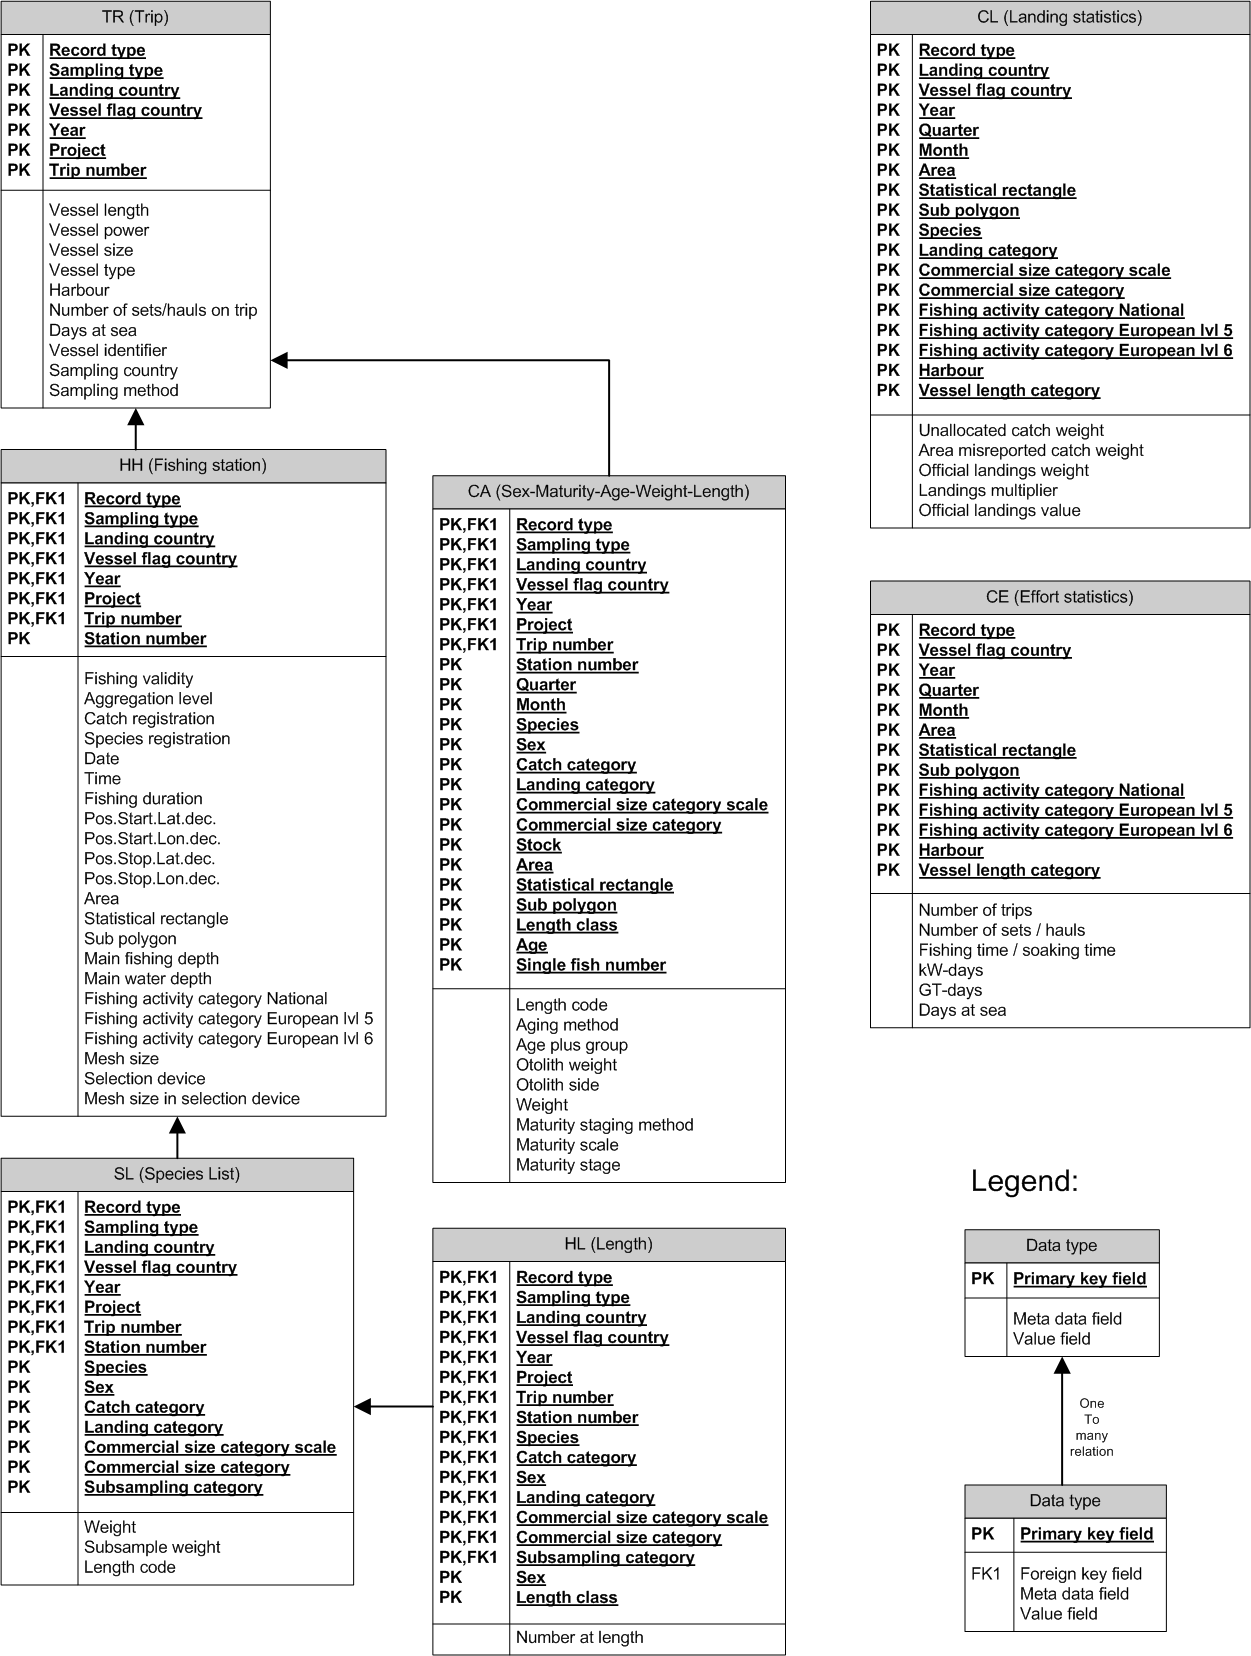 TR (Trip)
PK Record type
PK Sampling type
PK Landing country
PK Vessel flag country
PK Year
PK Project
PK Trip number
Vessel length
Vessel power
Vessel size
Vessel type
Harbour
Number of sets/hauls on trip
Days at sea
Vessel identifier
Sampling country
Sampling method
HH (Fishing station)
PK,FK1 Record type
PK,FK1 Sampling type
PK,FK1 Landing country
PK,FK1 Vessel flag country
PK,FK1 Year
PK,FK1 Project
PK,FK1 Trip number
PK Station number
Fishing validity
Aggregation level
Catch registration
Species registration
Date
Time
Fishing duration
Pos.Start.Lat.dec.
Pos.Start.Lon.dec.
Pos.Stop.Lat.dec.
Pos.Stop.Lon.dec.
Area
Statistical rectangle
Sub polygon
Main fishing depth
Main water depth
Fishing activity category National
Fishing activity category European lvl 5
Fishing activity category European lvl 6
Mesh size
Selection device
Mesh size in selection device
SL (Species List)
PK,FK1 Record type
PK,FK1 Sampling type
PK,FK1 Landing country
PK,FK1 Vessel flag country
PK,FK1 Year
PK,FK1 Project
PK,FK1 Trip number
PK,FK1 Station number
PK Species
PK Sex
PK Catch category
PK Landing category
PK Commercial size category scale
PK Commercial size category
PK Subsampling category
Weight
Subsample weight
Length code
CA (Sex-Maturity-Age-Weight-Length)
PK,FK1 Record type
PK,FK1 Sampling type
PK,FK1 Landing country
PK,FK1 Vessel flag country
PK,FK1 Year
PK,FK1 Project
PK,FK1 Trip number
PK Station number
PK Quarter
PK Month
PK Species
PK Sex
PK Catch category
PK Landing category
PK Commercial size category scale
PK Commercial size category
PK Stock
PK Area
PK Statistical rectangle
PK Sub polygon
PK Length class
PK Age
PK Single fish number
Length code
Aging method
Age plus group
Otolith weight
Otolith side
Weight
Maturity staging method
Maturity scale
Maturity stage
HL (Length)
PK,FK1 Record type
PK,FK1 Sampling type
PK,FK1 Landing country
PK,FK1 Vessel flag country
PK,FK1 Year
PK,FK1 Project
PK,FK1 Trip number
PK,FK1 Station number
PK,FK1 Species
PK,FK1 Catch category
PK,FK1 Sex
PK,FK1 Landing category
PK,FK1 Commercial size category scale
PK,FK1 Commercial size category
PK,FK1 Subsampling category
PK Sex
PK Length class
Number at length
CL (Landing statistics)
PK Record type
PK Landing country
PK Vessel flag country
PK Year
PK Quarter
PK Month
PK Area
PK Statistical rectangle
PK Sub polygon
PK Species
PK Landing category
PK Commercial size category scale
PK Commercial size category
PK Fishing activity category National
PK Fishing activity category European lvl 5
PK Fishing activity category European lvl 6
PK Harbour
PK Vessel length category
Unallocated catch weight
Area misreported catch weight
Official landings weight
Landings multiplier
Official landings value
CE (Effort statistics)
PK Record type
PK Vessel flag country
PK Year
PK Quarter
PK Month
PK Area
PK Statistical rectangle
PK Sub polygon
PK Fishing activity category National
PK Fishing activity category European lvl 5
PK Fishing activity category European lvl 6
PK Harbour
PK Vessel length category
Number of trips
Number of sets / hauls
Fishing time / soaking time
kW-days
GT-days
Days at sea
Legend:
Data type
PK Primary key field
Meta data field
Value field
One
To
many
relation
Data type
PK Primary key field
FK1 Foreign key field
Meta data field
Value field